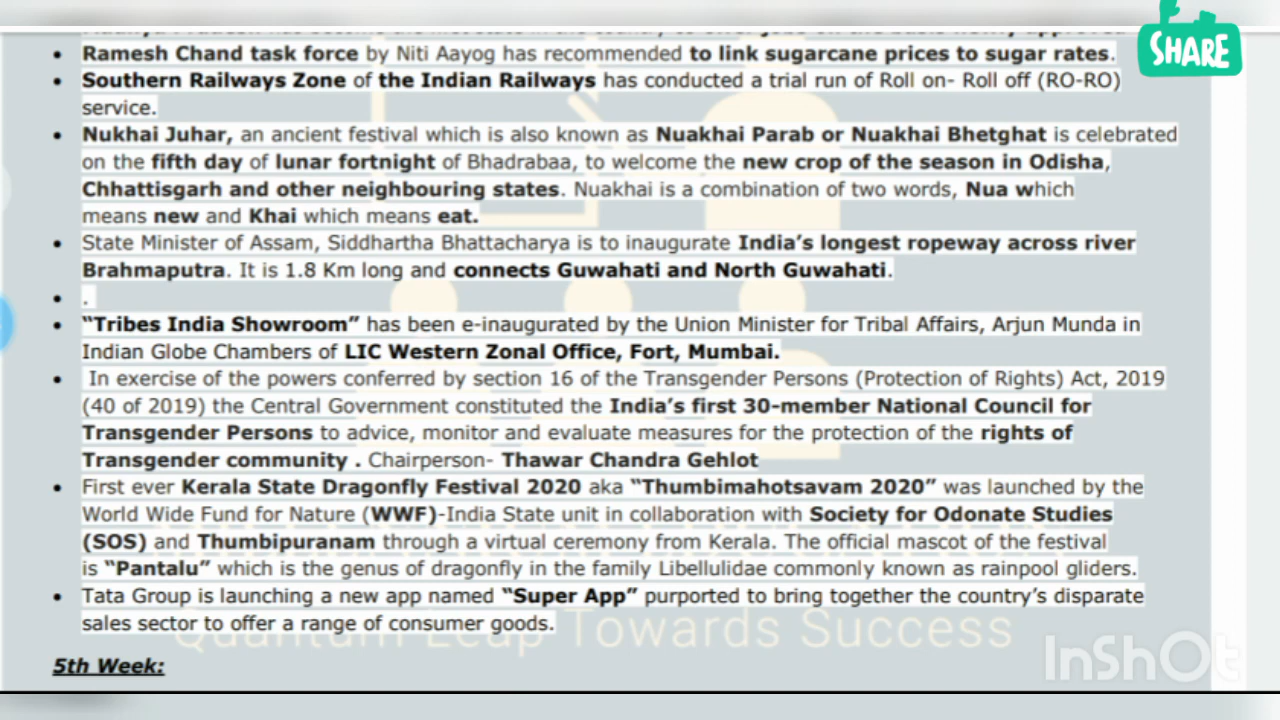 SHARE
• Ramesh Chand task force by Niti Aayog has recommended to link sugarcane prices to sugar rates.
• Southern Railways Zone of the Indian Railways has conducted a trial run of Roll on- Roll off (RO-RO)
service.
• Nukhai Juhar, an ancient festival which is also known as Nuakhai Parab or Nuakhai Bhetghat is celebrated
on the fifth day of lunar fortnight of Bhadrabaa, to welcome the new crop of the season in Odisha,
Chhattisgarh and other neighbouring states. Nuakhai is a combination of two words, Nua which
means new and Khai which means eat.
• State Minister of Assam, Siddhartha Bhattacharya is to inaugurate India's longest ropeway across river
Brahmaputra. It is 1.8 Km long and connects Guwahati and North Guwahati.
• .
• "Tribes India Showroom" has been e-inaugurated by the Union Minister for Tribal Affairs, Arjun Munda in
Indian Globe Chambers of LIC Western Zonal Office, Fort, Mumbai.
• In exercise of the powers conferred by section 16 of the Transgender Persons (Protection of Rights) Act, 2019
(40 of 2019) the Central Government constituted the India's first 30-member National Council for
Transgender Persons to advice, monitor and evaluate measures for the protection of the rights of
Transgender community . Chairperson- Thawar Chandra Gehlot
• First ever Kerala State Dragonfly Festival 2020 aka "Thumbimahotsavam 2020" was launched by the
World Wide Fund for Nature (WWF)-India State unit in collaboration with Society for Odonate Studies
(SOS) and Thumbipuranam through a virtual ceremony from Kerala. The official mascot of the festival
is "Pantalu" which is the genus of dragonfly in the family Libellulidae commonly known as rainpool gliders.
• Tata Group is launching a new app named "Super App" purported to bring together the country's disparate
sales sector to offer a range of consumer goods.
Quantum Leap Towards Success
5th Week:
InShOt